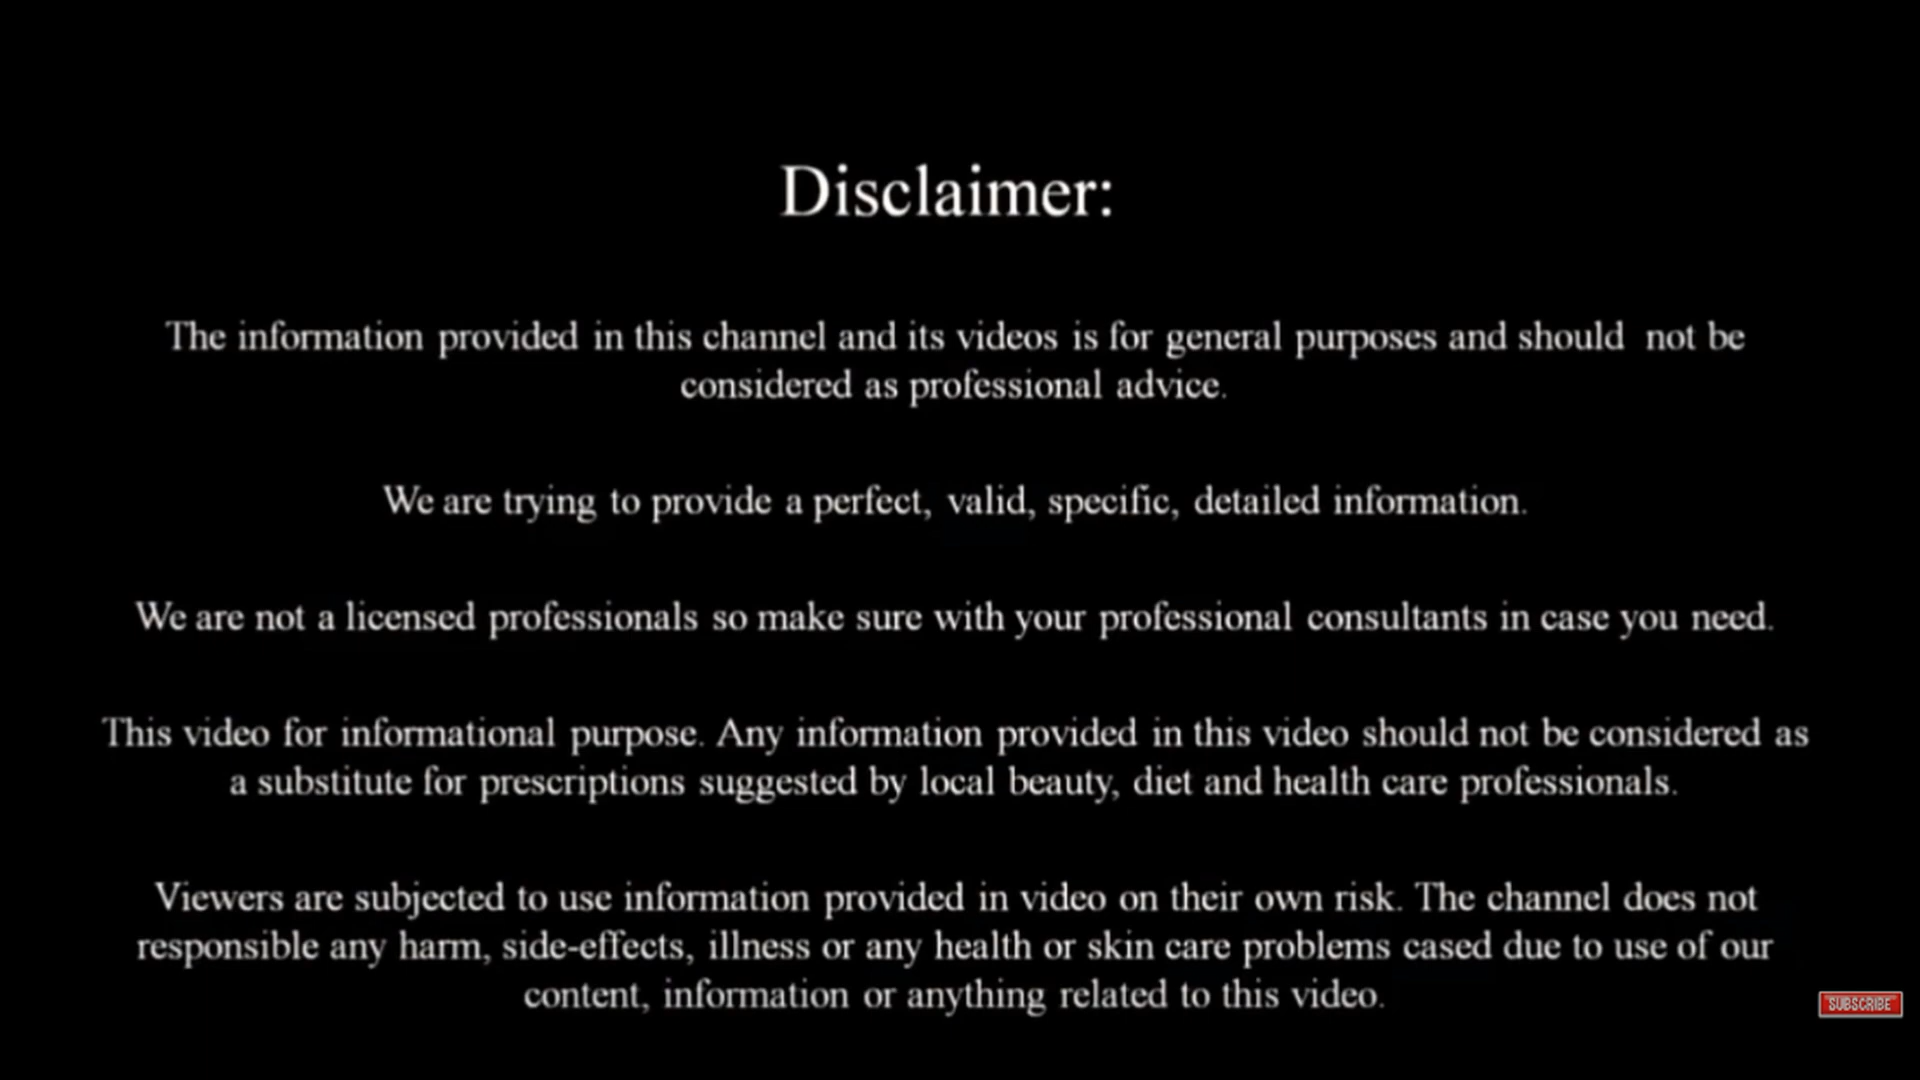 Disclaimer:
The information provided in this channel and its videos is for general purposes and should not be
considered as professional advice.
We are trying to provide a perfect, valid, specific, detailed information.
We are not a licensed professionals so make sure with your professional consultants in case you need.
This video for informational purpose. Any information provided in this video should not be considered as
a substitute for prescriptions suggested by local beauty, diet and health care professionals.
Viewers are subjected to use information provided in video on their own risk. The channel does not
responsible any harm, side-effects, illness or any health or skin care problems cased due to use of our
content, information or anything related to this video.
SUBSCRIBE